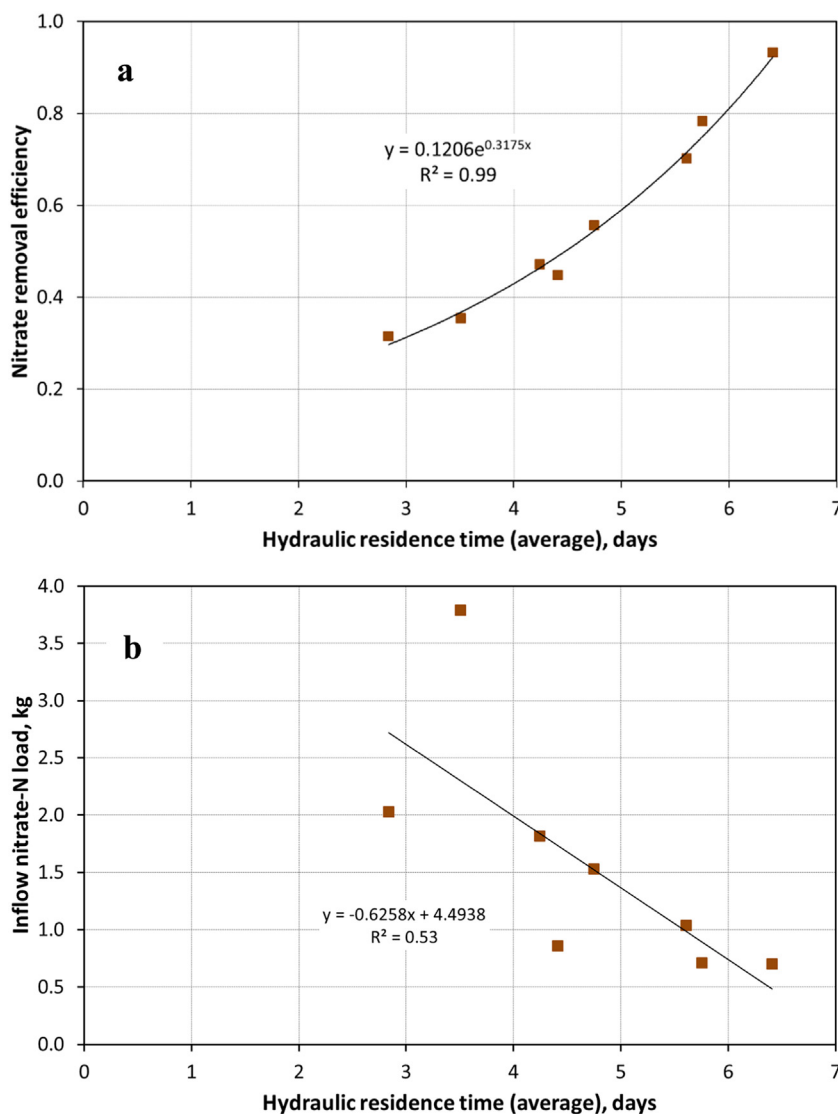 a
1.0
0.8
0.6
0.4
0.2
0.0
Nitrate removal efficiency
y = 0.1206e^0.3175x
R² = 0.99
0 1 2 3 4 5 6 7
Hydraulic residence time (average), days
b
4.0
3.5
3.0
2.5
2.0
1.5
1.0
0.5
0.0
Inflow nitrate-N load, kg
y = -0.6258x + 4.4938
R² = 0.53
0 1 2 3 4 5 6 7
Hydraulic residence time (average), days